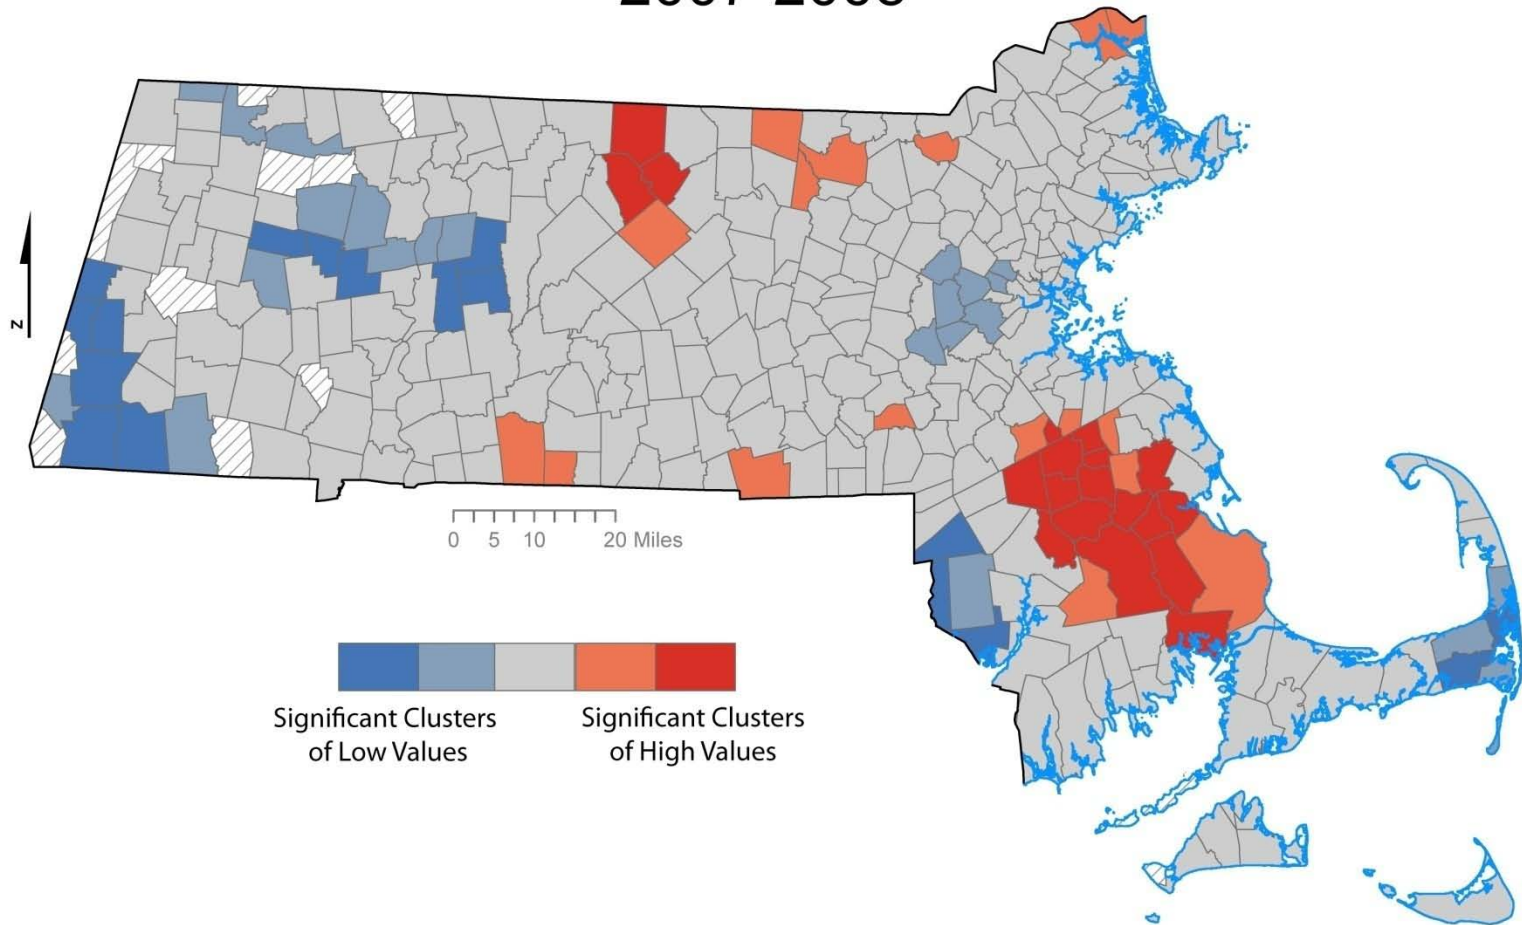 N
0 5 10 20 Miles
Significant Clusters
of Low Values
Significant Clusters
of High Values